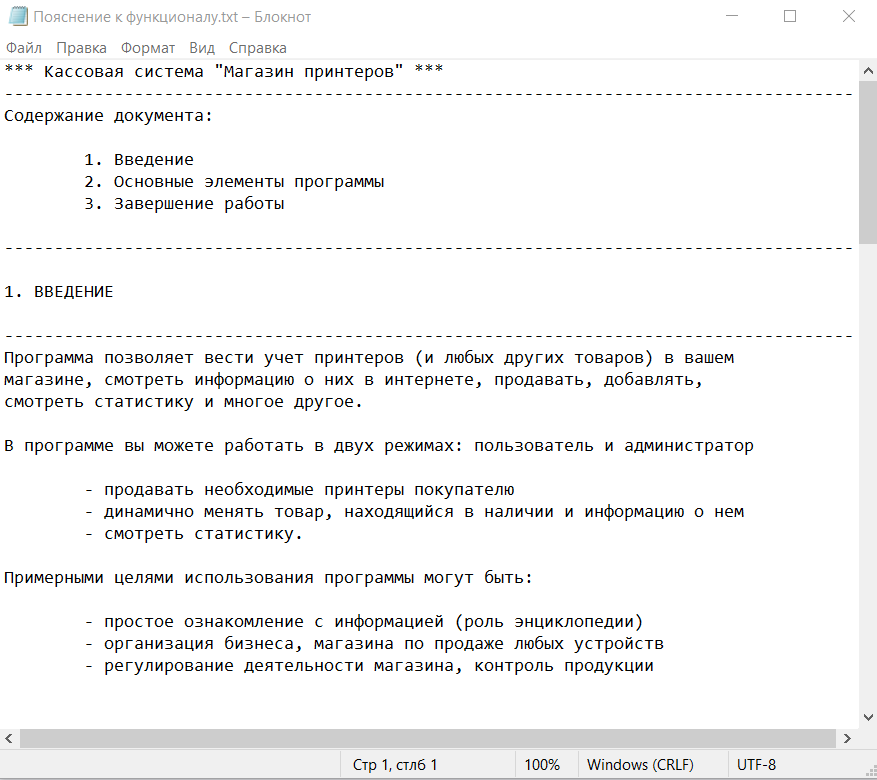 Пояснение к функционалу.txt – Блокнот
Файл Правка Формат Вид Справка
*** Кассовая система "Магазин принтеров" ***
-------------------------------------------------------------------------------------
Содержание документа:
1. Введение
2. Основные элементы программы
3. Завершение работы
-------------------------------------------------------------------------------------
1. ВВЕДЕНИЕ
-------------------------------------------------------------------------------------
Программа позволяет вести учет принтеров (и любых других товаров) в вашем
магазине, смотреть информацию о них в интернете, продавать, добавлять,
смотреть статистику и многое другое.
В программе вы можете работать в двух режимах: пользователь и администратор
- продавать необходимые принтеры покупателю
- динамично менять товар, находящийся в наличии и информацию о нем
- смотреть статистику.
Примерными целями использования программы могут быть:
- простое ознакомление с информацией (роль энциклопедии)
- организация бизнеса, магазина по продаже любых устройств
- регулирование деятельности магазина, контроль продукции
Стр 1, стлб 1 100% Windows (CRLF) UTF-8